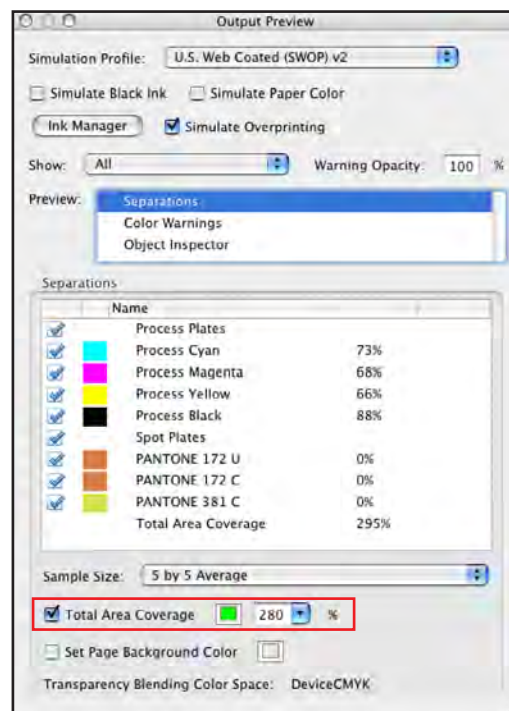 Output Preview
Simulation Profile: U.S. Web Coated (SWOP) v2
Simulate Black Ink Simulate Paper Color
Ink Manager Simulate Overprinting
Show: All Warning Opacity: 100 %
Preview: Separations
Color Warnings
Object Inspector
Separations
Name
Process Plates
Process Cyan 73%
Process Magenta 68%
Process Yellow 66%
Process Black 88%
Spot Plates
PANTONE 172 U 0%
PANTONE 172 C 0%
PANTONE 381 C 0%
Total Area Coverage 295%
Sample Size: 5 by 5 Average
Total Area Coverage 280 %
Set Page Background Color
Transparency Blending Color Space: DeviceCMYK